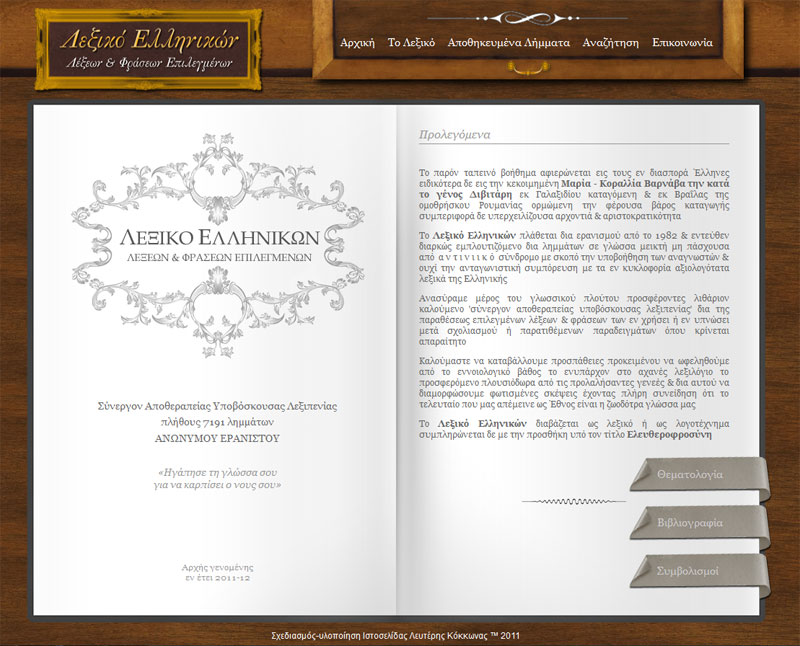 Λεξικό Ελληνικών
Λέξεων & Φράσεων Επιλεγμένων
Αρχική Το Λεξικό Αποθηκευμένα Λήμματα Αναζήτηση Επικοινωνία
ΛΕΞΙΚΟ ΕΛΛΗΝΙΚΩΝ
ΛΕΞΕΩΝ & ΦΡΑΣΕΩΝ ΕΠΙΛΕΓΜΕΝΩΝ
Σύνεργον Αποθεραπείας Υποβόσκουσας Λεξιπενίας
πλήθους 7191 λημμάτων
ΑΝΩΝΥΜΟΥ ΕΡΑΝΙΣΤΟΥ
«Ηγάπησε τη γλώσσα σου
για να καρπίσει ο νους σου»
Αρχής γενομένης
εν έτει 2011-12
Προλεγόμενα
Το παρόν ταπεινό βοήθημα αφιερώνεται εις τους εν διασπορά Έλληνες
ειδικότερα δε εις την κεκοιμημένη Μαρία - Κοραλλία Βαρνάβα την κατά
το γένος Διβιτάρη εκ Γαλαξιδίου καταγόμενη & εκ Βραΐλας της
ομοθρήσκου Ρουμανίας ορμώμενη την φέρουσα βάρος καταγωγής
συμπεριφορά δε υπερχειλίζουσα αρχοντιά & αριστοκρατικότητα
Το Λεξικό Ελληνικών πλάθεται δια ερανισμού από το 1982 & εντεύθεν
διαρκώς εμπλουτιζόμενο δια λημμάτων σε γλώσσα μεικτή μη πάσχουσα
από α ν τ ι ν ι κ ό σύνδρομο με σκοπό την υποβοήθηση των αναγνωστών &
ουχί την ανταγωνιστική συμπόρευση με τα εν κυκλοφορία αξιολογότατα
λεξικά της Ελληνικής
Ανασύραμε μέρος του γλωσσικού πλούτου προσφέροντες λιθάριον
καλούμενο 'σύνεργον αποθεραπείας υποβόσκουσας λεξιπενίας' δια της
παραθέσεως επιλεγμένων λέξεων & φράσεων των εν χρήσει ή εν υπνώσει
μετά σχολιασμού ή παρατιθέμενων παραδειγμάτων όπου κρίνεται
απαραίτητο
Καλούμαστε να καταβάλλουμε προσπάθειες προκειμένου να ωφεληθούμε
από το εννοιολογικό βάθος το ενυπάρχον στο αχανές λεξιλόγιο το
προσφερόμενο πλουσιόδωρα από τις προλαλήσαντες γενεές & δια αυτού να
διαμορφώσουμε φωτισμένες σκέψεις έχοντας πλήρη συνείδηση ότι το
τελευταίο που μας απέμεινε ως Έθνος είναι η ζωοδότρα γλώσσα μας
Το Λεξικό Ελληνικών διαβάζεται ως λεξικό ή ως λογοτέχνημα
συμπληρώνεται δε με την προσθήκη υπό τον τίτλο Ελευθεροφροσύνη
Θεματολογία
Βιβλιογραφία
Συμβολισμοί
Σχεδιασμός-υλοποίηση Ιστοσελίδας Λευτέρης Κόκκωνας ™ 2011